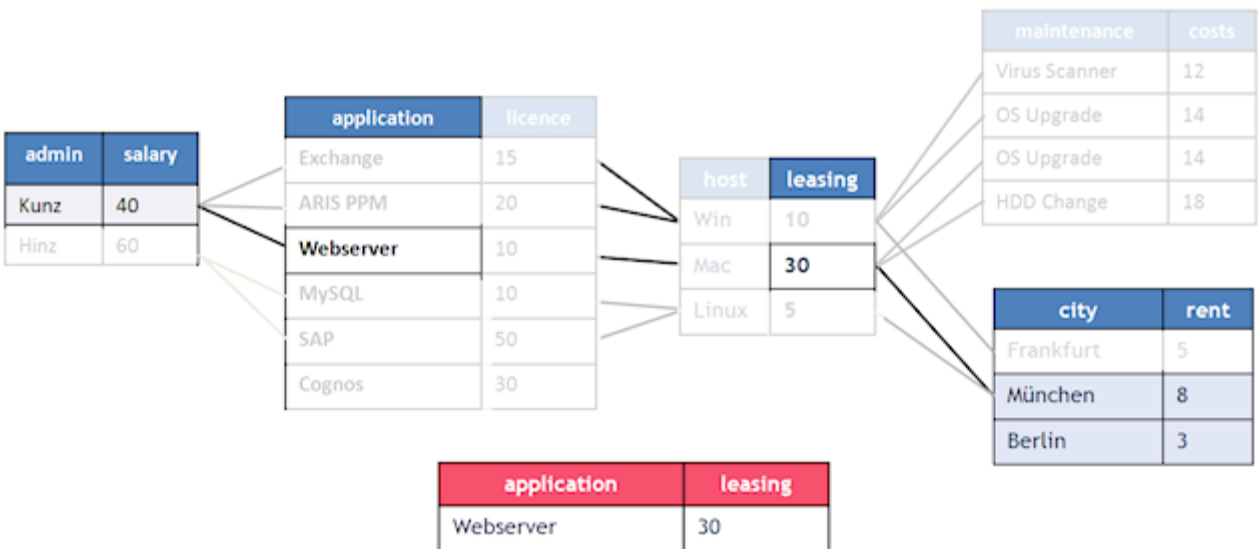 admin salary
Kunz 40
Hinz 60
application licence
Exchange 15
ARIS PPM 20
Webserver 10
MySQL 10
SAP 50
Cognos 30
host leasing
Win 10
Mac 30
Linux 5
maintenance costs
Virus Scanner 12
OS Upgrade 14
OS Upgrade 14
HDD Change 18
city rent
Frankfurt 5
München 8
Berlin 3
application leasing
Webserver 30